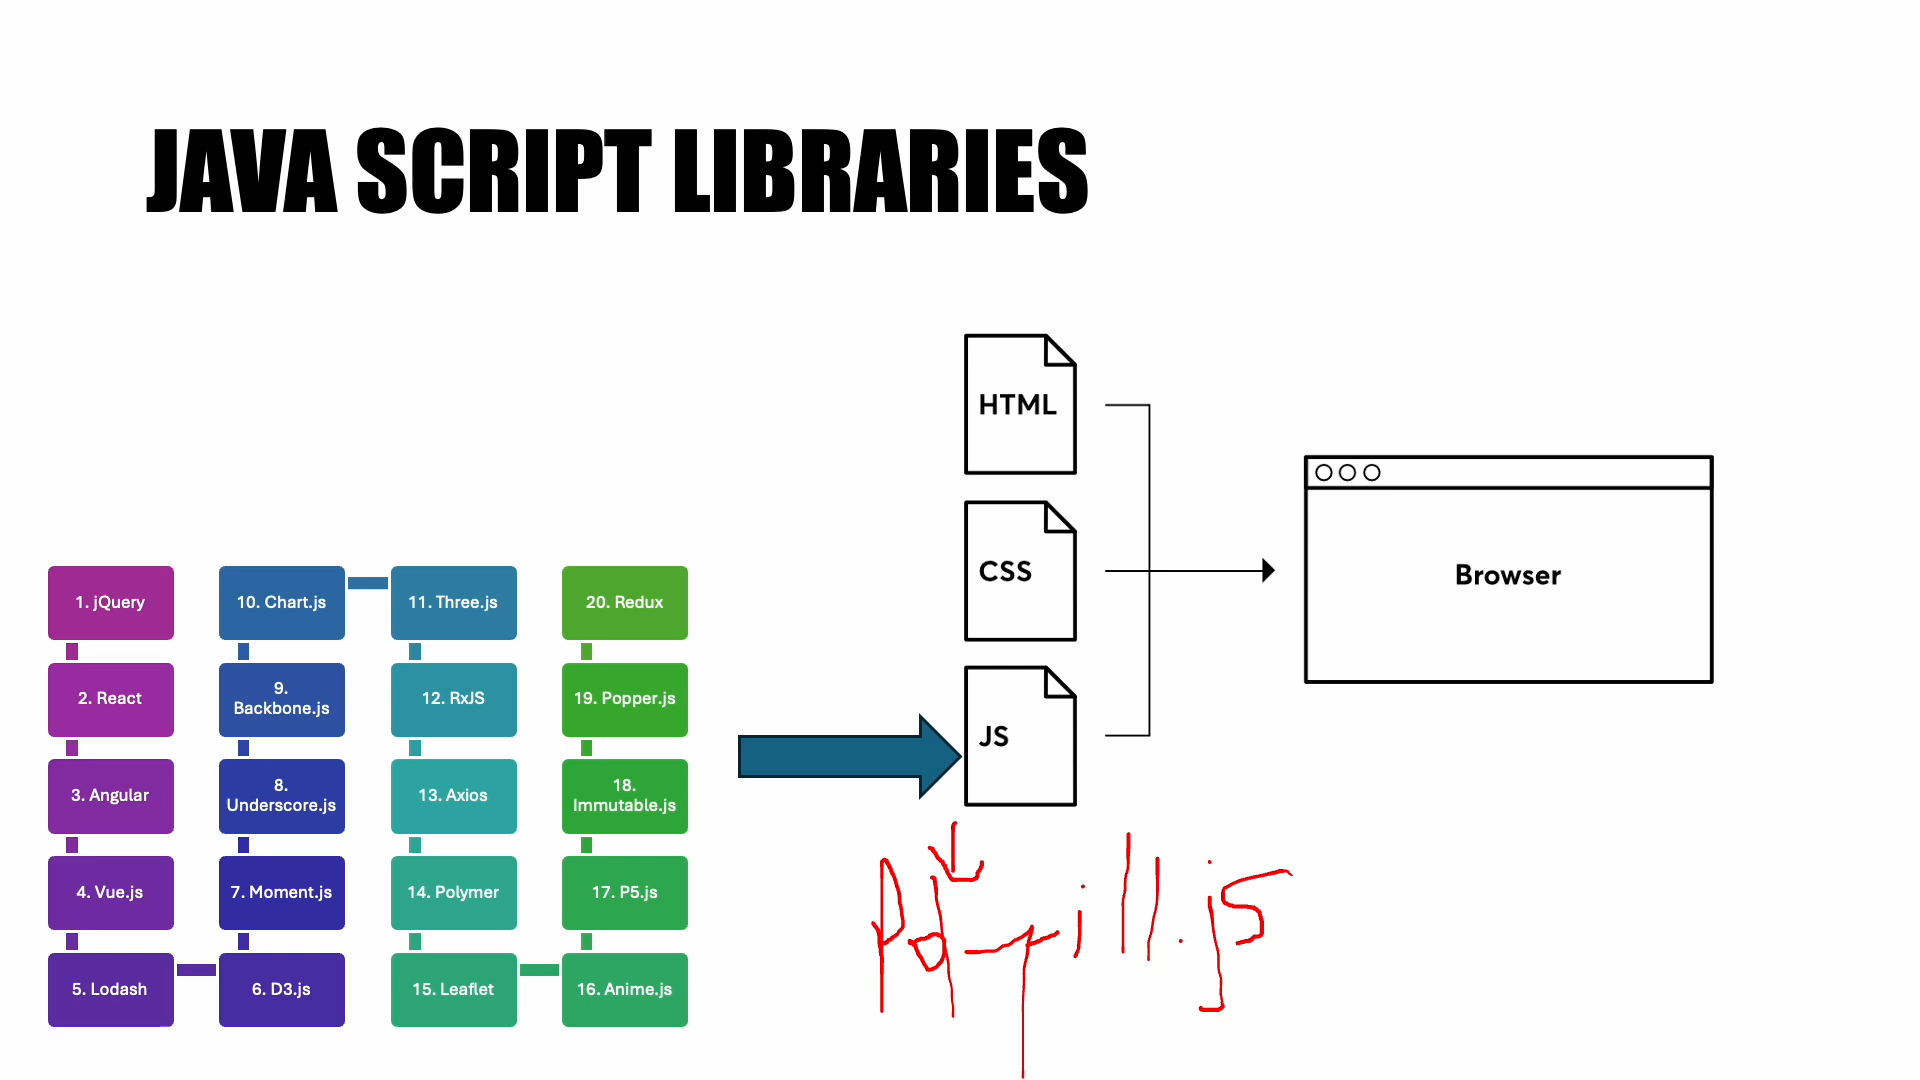 JAVA SCRIPT LIBRARIES
1. jQuery
2. React
3. Angular
4. Vue.js
5. Lodash
6. D3.js
7. Moment.js
8.
Underscore.js
9.
Backbone.js
10. Chart.js
11. Three.js
12. RxJS
13. Axios
14. Polymer
15. Leaflet
16. Anime.js
17. P5.js
18.
Immutable.js
19. Popper.js
20. Redux
HTML
CSS
JS
Browser